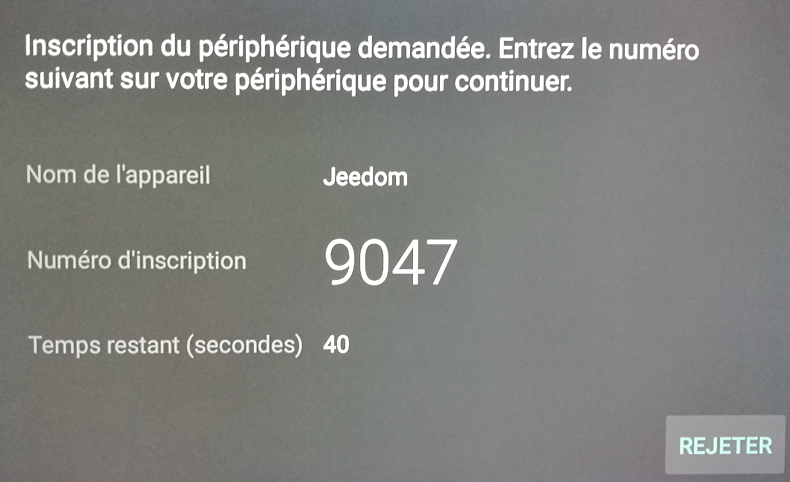 Inscription du périphérique demandée. Entrez le numéro
suivant sur votre périphérique pour continuer.
Nom de l'appareil Jeedom
Numéro d'inscription 9047
Temps restant (secondes) 40
REJETER